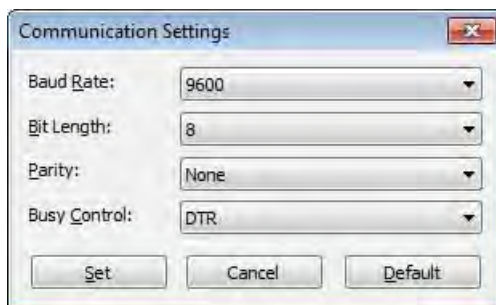 Communication Settings
Baud Rate: 9600
Bit Length: 8
Parity: None
Busy Control: DTR
Set Cancel Default